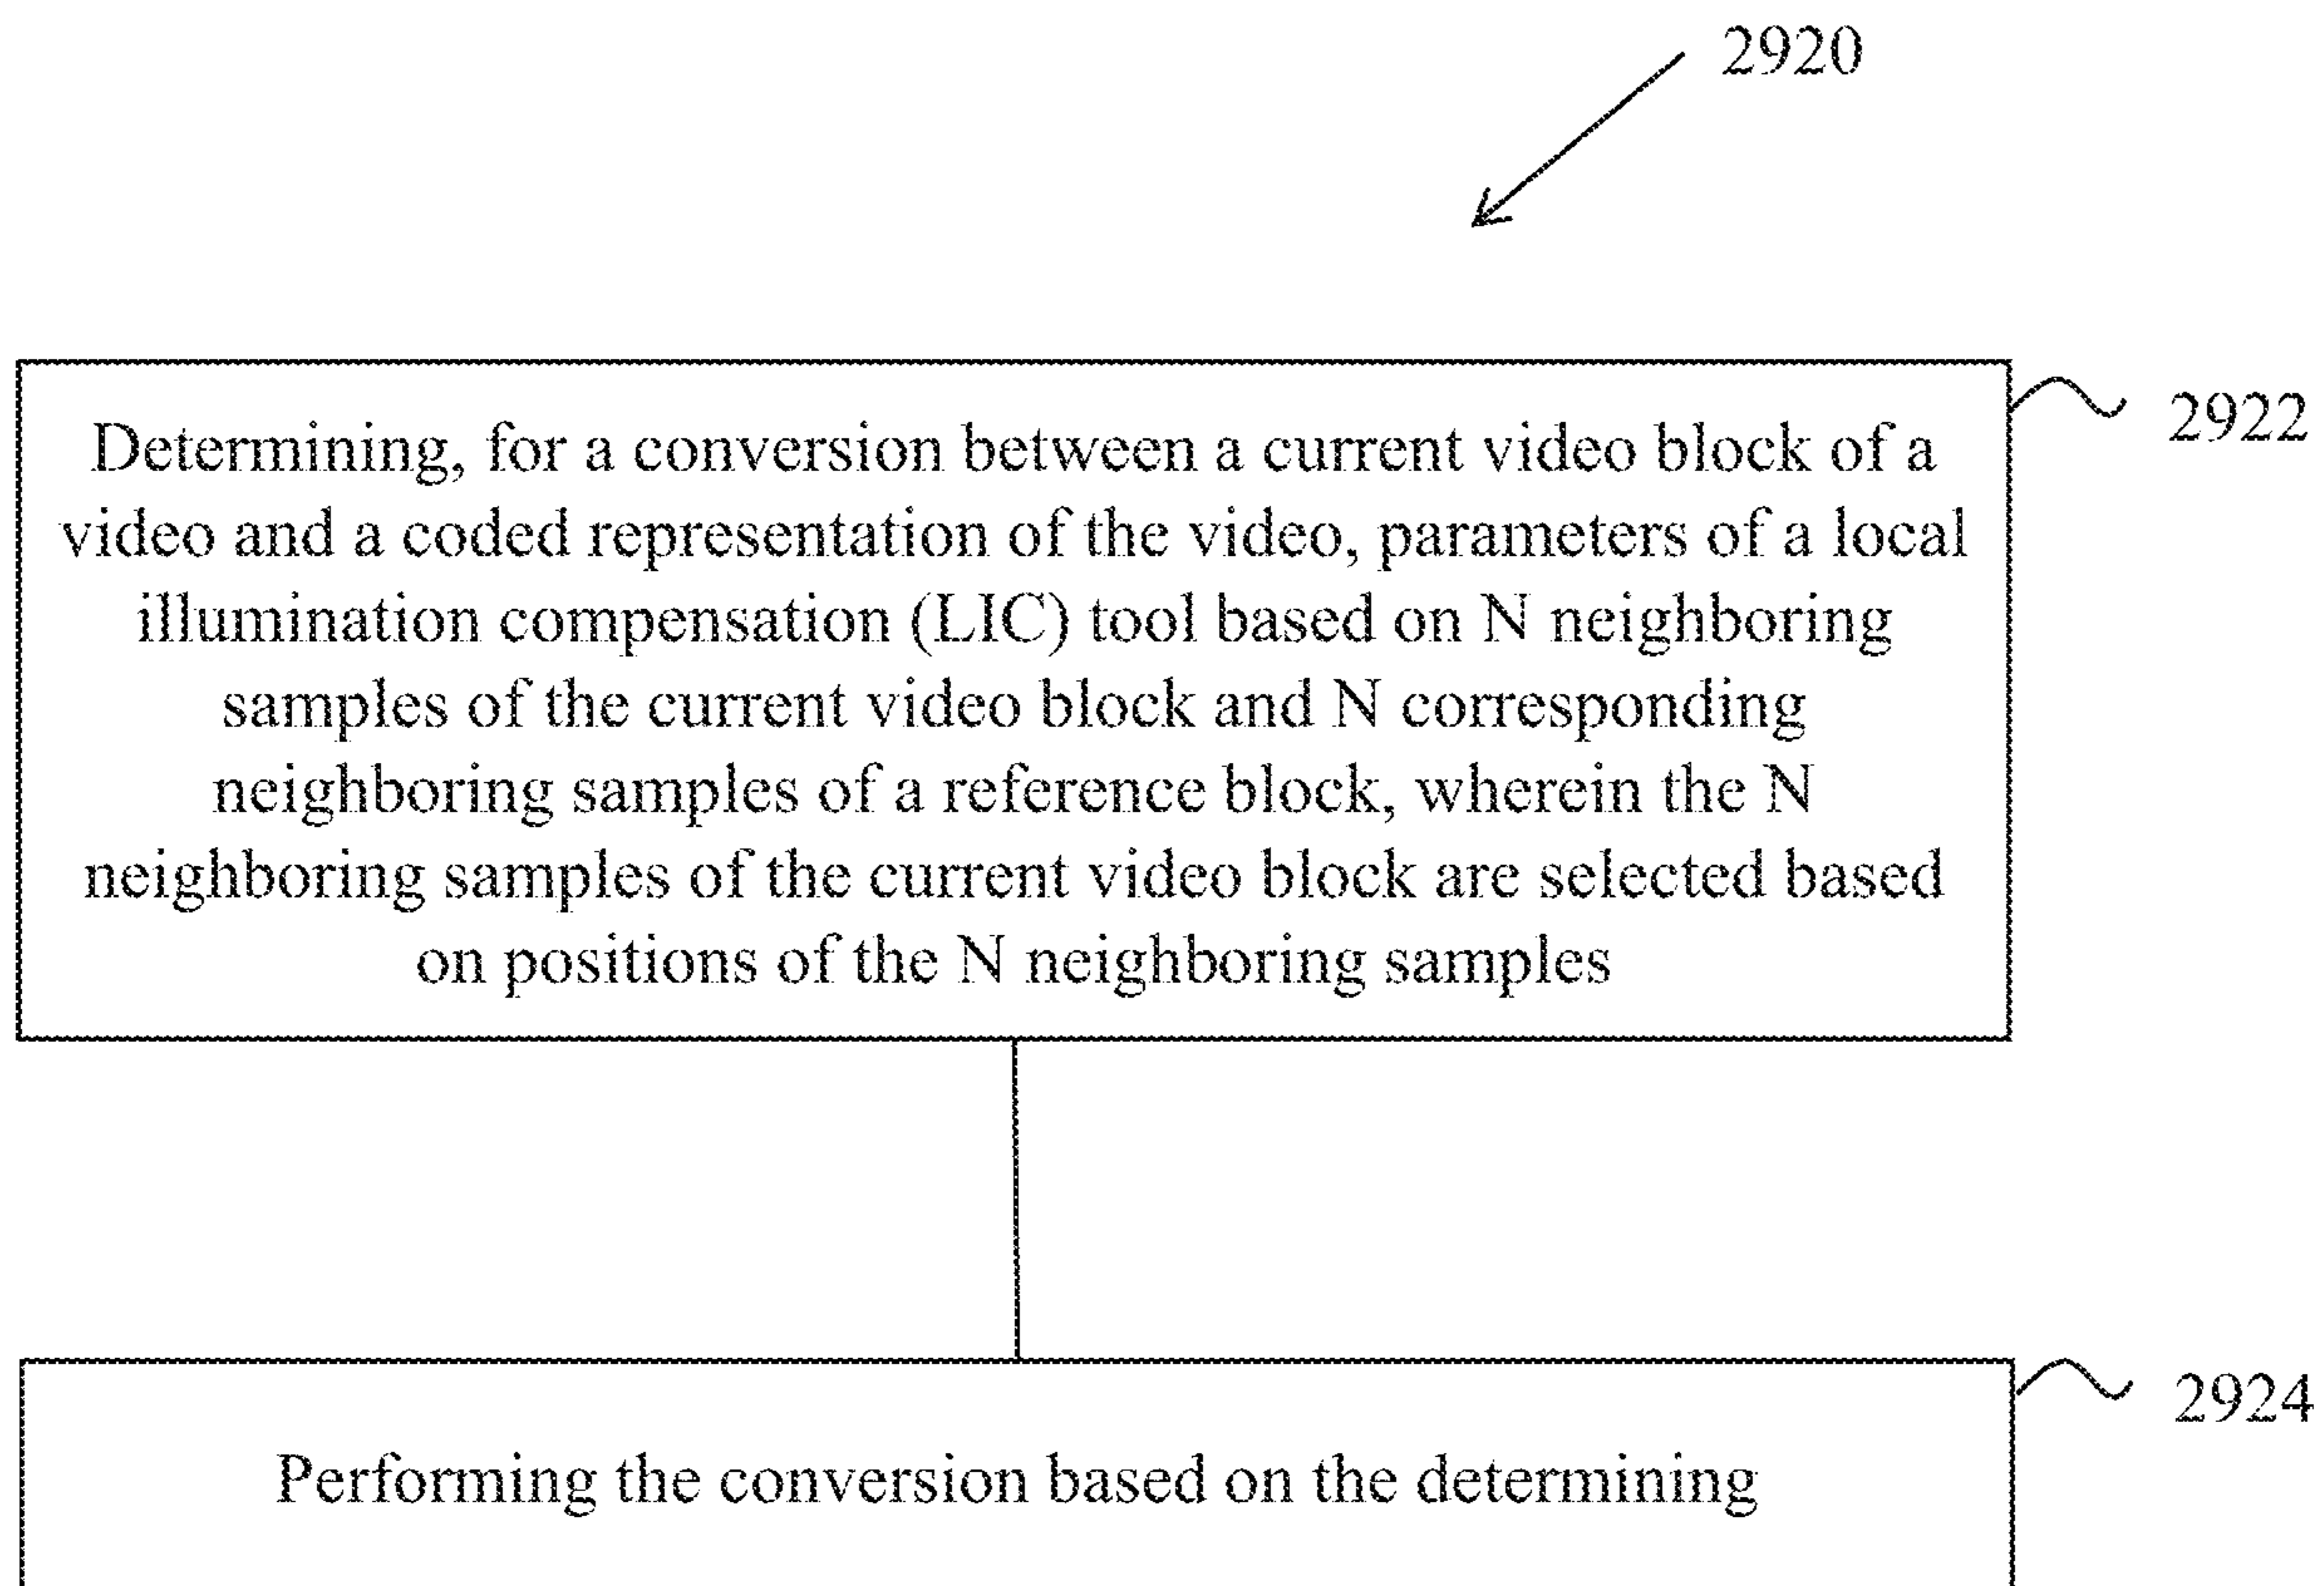 2920
2922
Determining, for a conversion between a current video block of a
video and a coded representation of the video, parameters of a local
illumination compensation (LIC) tool based on N neighboring
samples of the current video block and N corresponding
neighboring samples of a reference block, wherein the N
neighboring samples of the current video block are selected based
on positions of the N neighboring samples
2924
Performing the conversion based on the determining